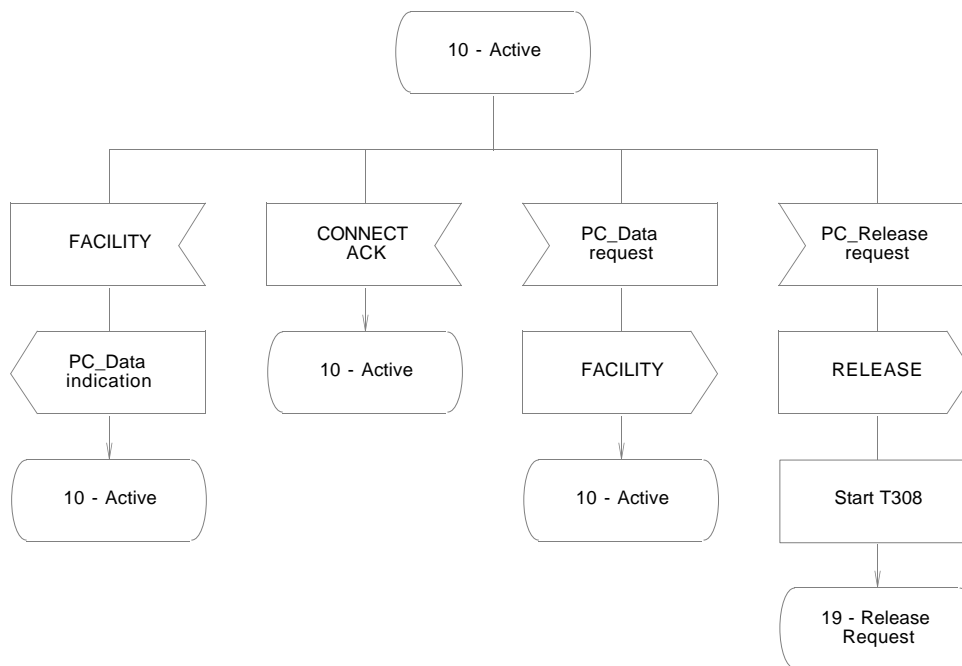 10 - Active
FACILITY
CONNECT
ACK
PC_Data
request
PC_Release
request
PC_Data
indication
10 - Active
FACILITY
RELEASE
10 - Active
10 - Active
Start T308
19 - Release
Request